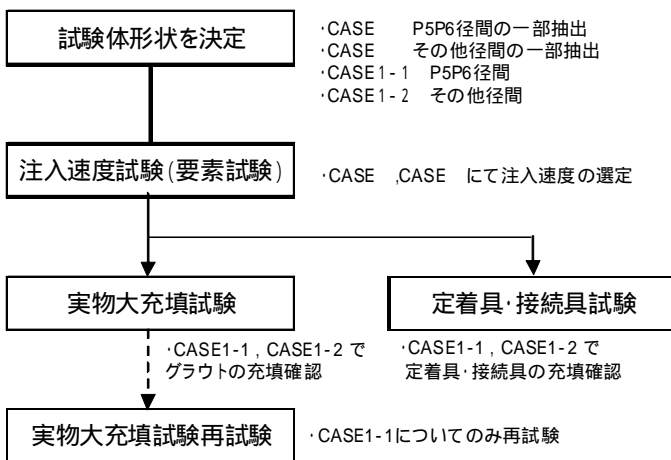 試験体形状を決定
・CASE　P5P6径間の一部抽出
・CASE　その他径間の一部抽出
・CASE1-1　P5P6径間
・CASE1-2　その他径間
注入速度試験(要素試験)
・CASE　,CASE　にて注入速度の選定
実物大充填試験
定着具・接続具試験
・CASE1-1 , CASE1-2 で
グラウトの充填確認
・CASE1-1 , CASE1-2 で
定着具・接続具の充填確認
実物大充填試験再試験
・CASE1-1についてのみ再試験